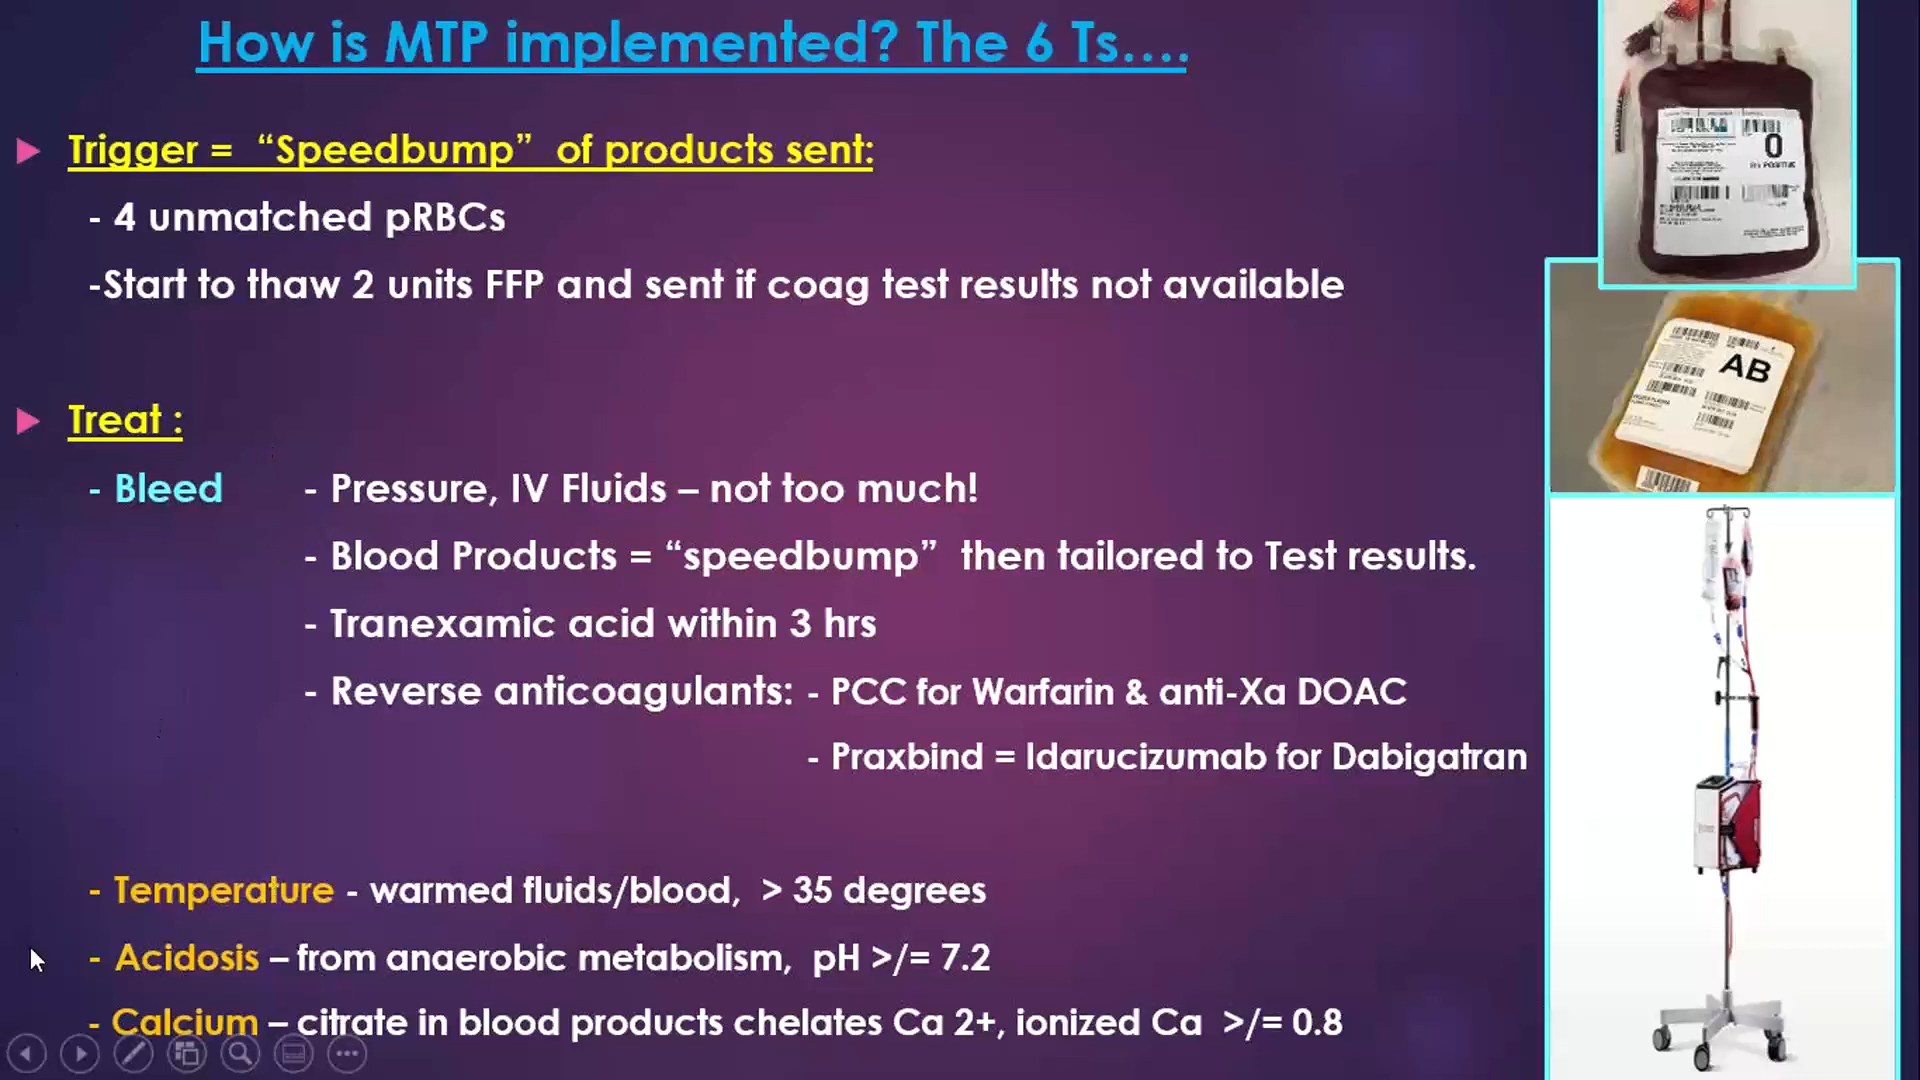 How is MTP implemented? The 6 Ts....
Trigger = “Speedbump” of products sent:
- 4 unmatched pRBCs
-Start to thaw 2 units FFP and sent if coag test results not available
Treat :
- Bleed - Pressure, IV Fluids – not too much!
- Blood Products = “speedbump” then tailored to Test results.
- Tranexamic acid within 3 hrs
- Reverse anticoagulants: - PCC for Warfarin & anti-Xa DOAC
- Praxbind = Idarucizumab for Dabigatran
- Temperature - warmed fluids/blood, > 35 degrees
- Acidosis – from anaerobic metabolism, pH >/= 7.2
- Calcium – citrate in blood products chelates Ca 2+, ionized Ca >/= 0.8
O
Rh POSITIVE
AB